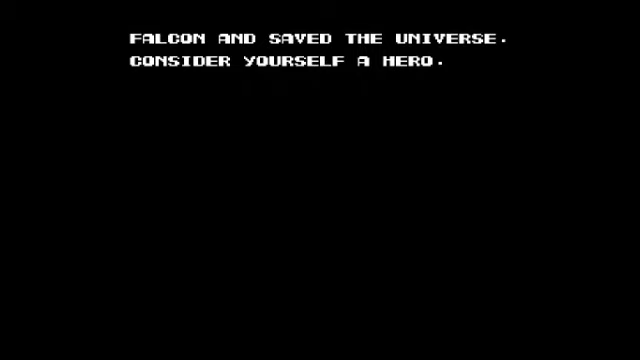 FALCON AND SAVED THE UNIVERSE.
CONSIDER YOURSELF A HERO.